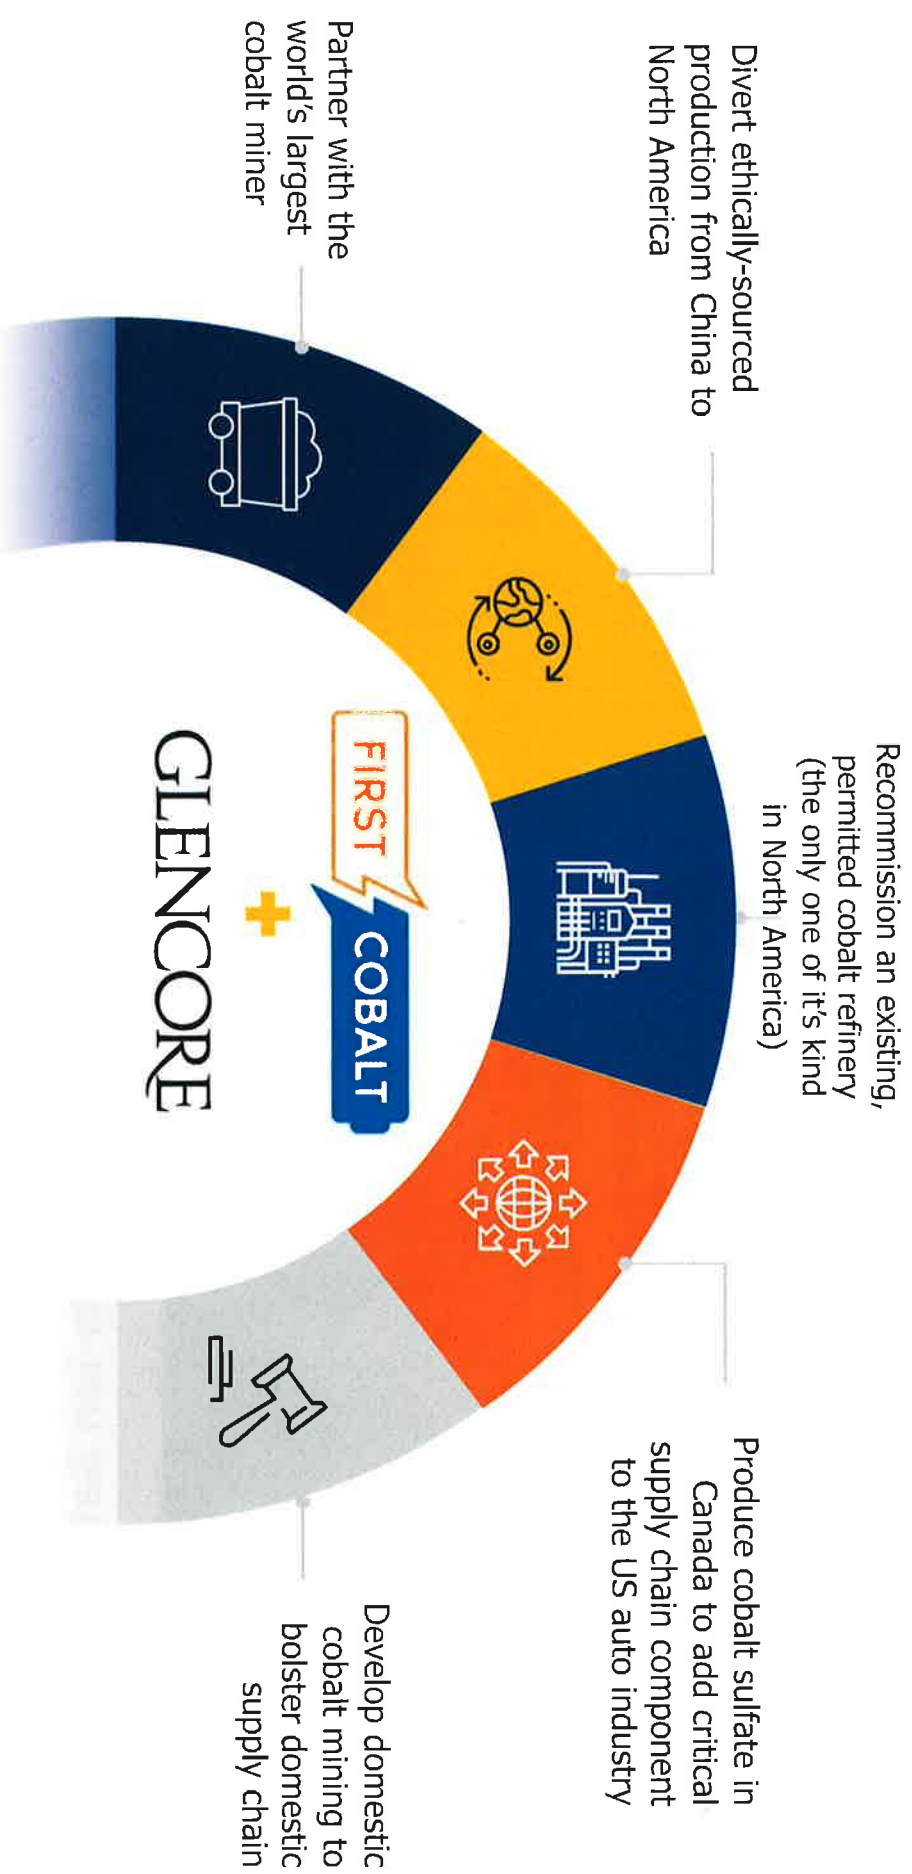 Partner with the
world's largest
cobalt miner
Divert ethically-sourced
production from China to
North America
Recommission an existing,
permitted cobalt refinery
(the only one of it's kind
in North America)
Produce cobalt sulfate in
Canada to add critical
supply chain component
to the US auto industry
Develop domestic
cobalt mining to
bolster domestic
supply chain
FIRST COBALT
+
GLENCORE